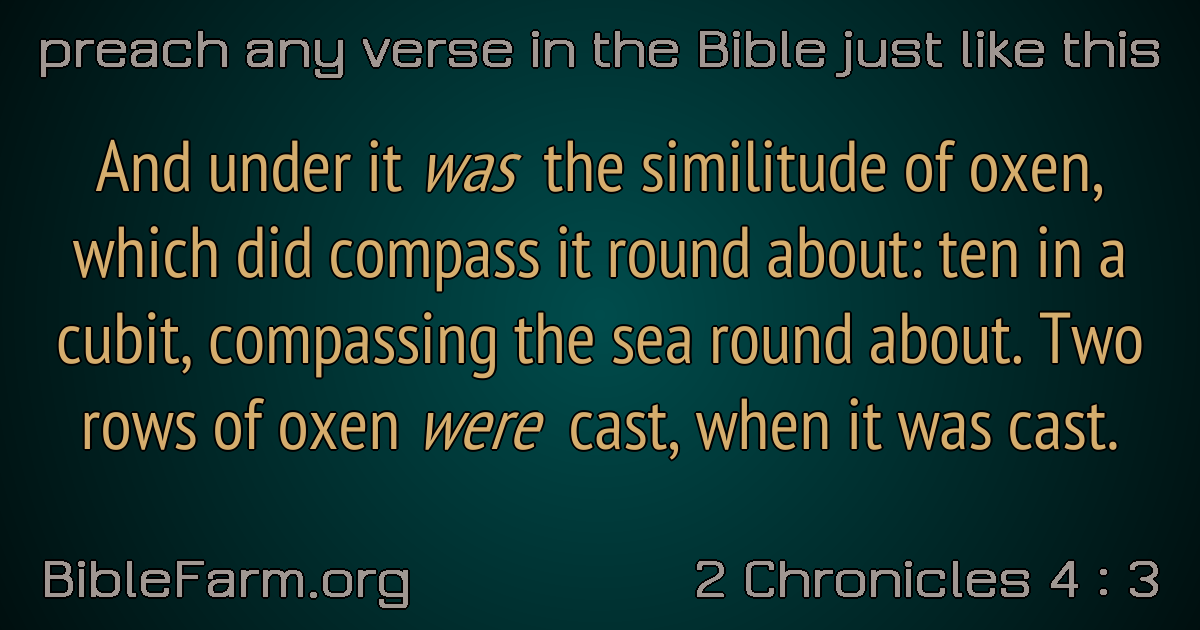 preach any verse in the Bible just like this
And under it was the similitude of oxen,
which did compass it round about: ten in a
cubit, compassing the sea round about. Two
rows of oxen were cast, when it was cast.
BibleFarm.org
2 Chronicles 4 : 3